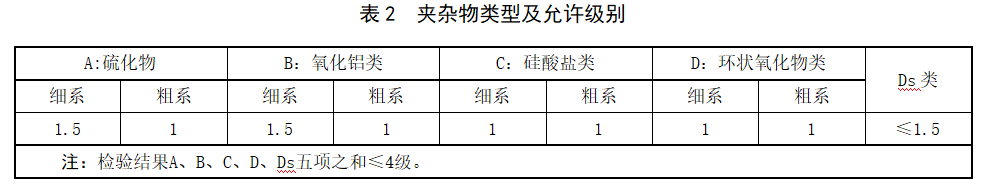 表2 夹杂物类型及允许级别
A:硫化物 B：氧化铝类 C：硅酸盐类 D：环状氧化物类 Ds类
细系 粗系 细系 粗系 细系 粗系 细系 粗系
1.5 1 1.5 1 1 1 1 1 ≤1.5
注：检验结果A、B、C、D、Ds五项之和≤4级。